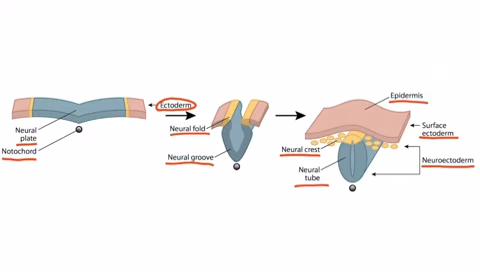 Ectoderm
Neural
plate
Notochord
Neural fold
Neural groove
Epidermis
Surface
ectoderm
Neural crest
Neural
tube
Neuroectoderm